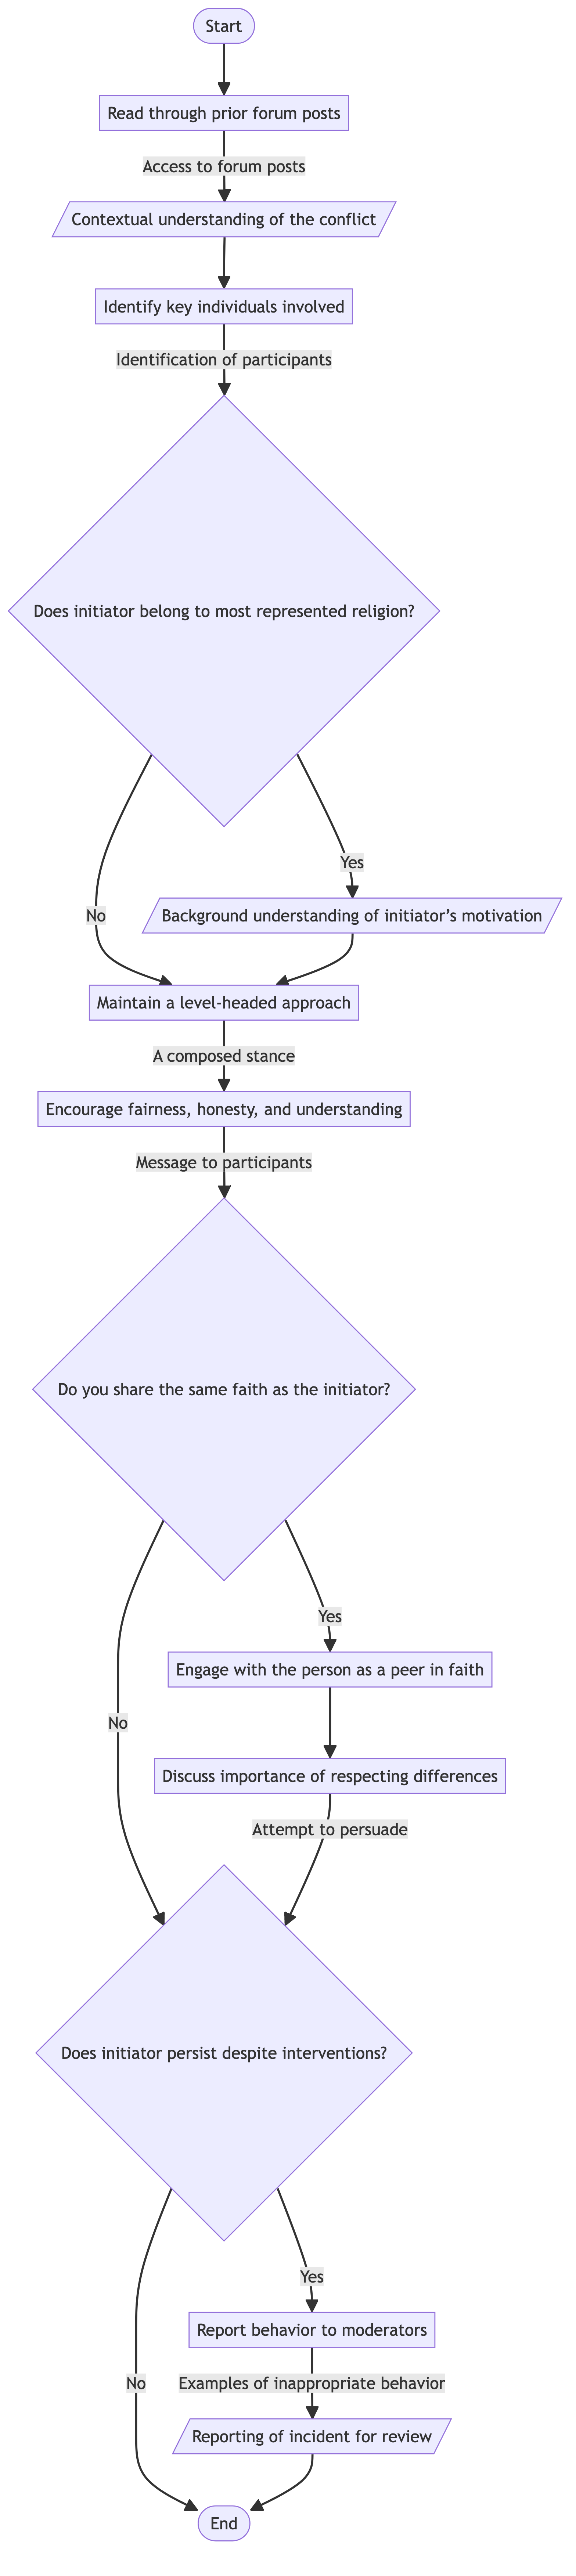 Start
Read through prior forum posts
Access to forum posts
Contextual understanding of the conflict
Identify key individuals involved
Identification of participants
Does initiator belong to most represented religion?
Yes
No
Background understanding of initiator’s motivation
Maintain a level-headed approach
A composed stance
Encourage fairness, honesty, and understanding
Message to participants
Do you share the same faith as the initiator?
Yes
Engage with the person as a peer in faith
No
Discuss importance of respecting differences
Attempt to persuade
Does initiator persist despite interventions?
Yes
Report behavior to moderators
No
Examples of inappropriate behavior
Reporting of incident for review
End